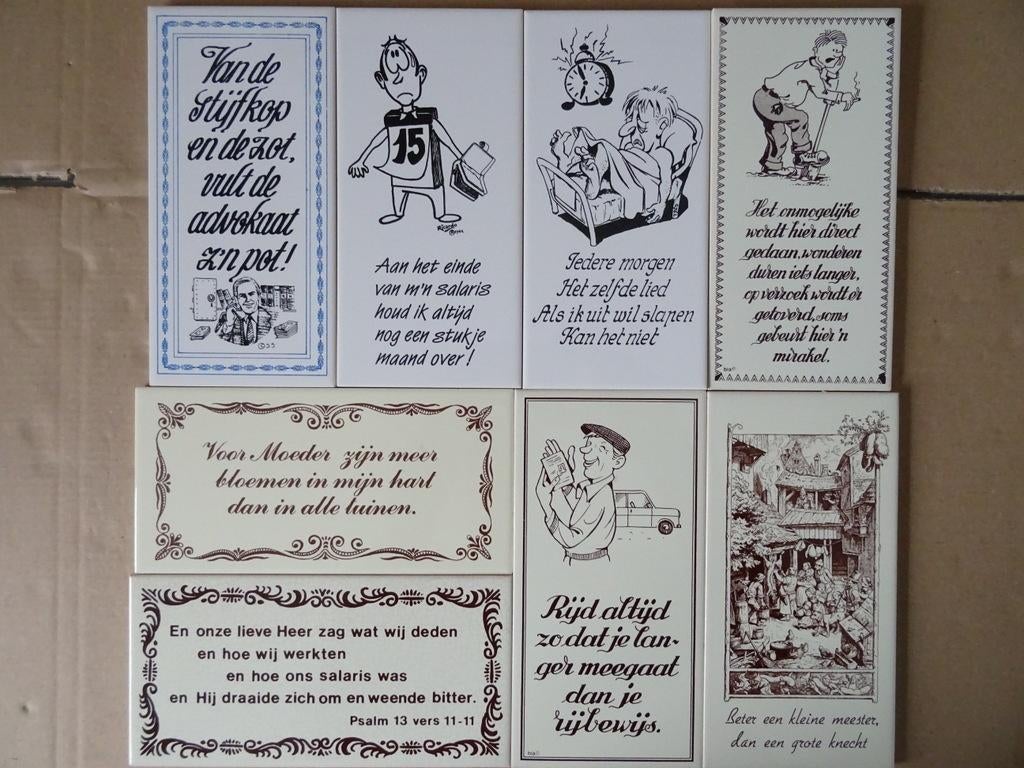 Van de
stijfkop
en de zot,
vult de
advokaat
z'n pot!
15
Aan het einde
van m'n salaris
houd ik altijd
nog een stukje
maand over!
Iedere morgen
Het zelfde lied
Als ik uit wil slapen
Kan het niet
Het onmogelijke
wordt hier direct
gedaan, wonderen
duren iets langer,
op verzoek wordt er
getoverd, soms
gebeurt hier 'n
mirakel.
Voor Moeder zijn meer
bloemen in mijn hart
dan in alle tuinen.
En onze lieve Heer zag wat wij deden
en hoe wij werkten
en hoe ons salaris was
en Hij draaide zich om en weende bitter.
Psalm 13 vers 11-11
Rijd altijd
zo, dat je lan-
ger meegaat
dan je
rijbewijs.
Beter een kleine meester,
dan een grote knecht